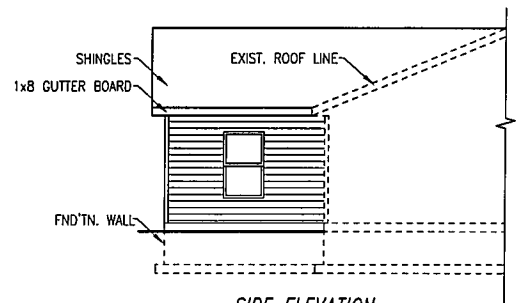 SHINGLES
EXIST. ROOF LINE
1x8 GUTTER BOARD
FND'TN. WALL
SIDE ELEVATION